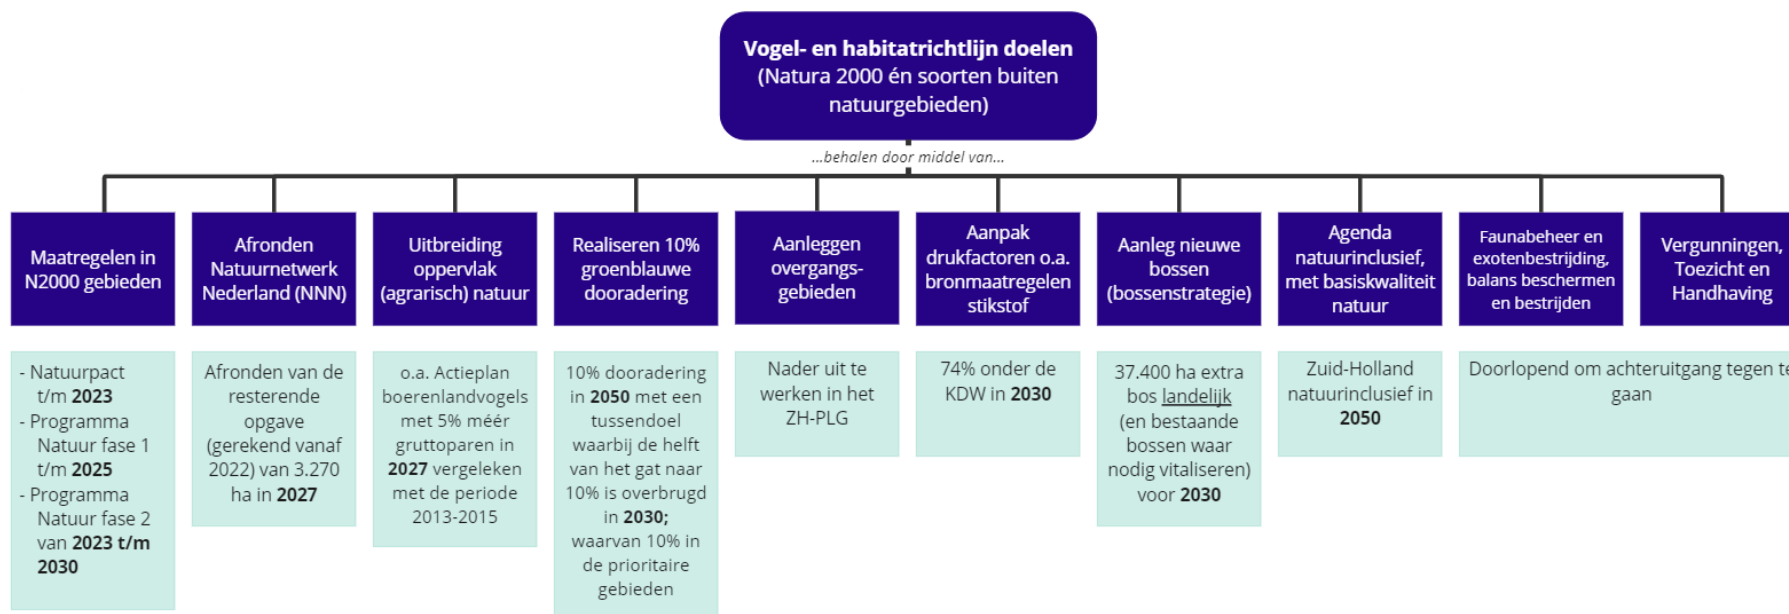 Vogel- en habitatrichtlijn doelen
(Natura 2000 én soorten buiten
natuurgebieden)
...behalen door middel van...
Maatregelen in
N2000 gebieden
Afronden
Natuurnetwerk
Nederland (NNN)
Uitbreiding
oppervlak
(agrarisch) natuur
Realiseren 10%
groenblauwe
dooradering
Aanleggen
overgangs-
gebieden
Aanpak
drukfactoren o.a.
bronmaatregelen
stikstof
Aanleg nieuwe
bossen
(bossenstrategie)
Agenda
natuurinclusief,
met basiskwaliteit
natuur
Faunabeheer en
exotenbestrijding,
balans beschermen
en bestrijden
Vergunningen,
Toezicht en
Handhaving
- Natuurpact
t/m 2023
- Programma
Natuur fase 1
t/m 2025
- Programma
Natuur fase 2
van 2023 t/m
2030
Afronden van de
resterende
opgave
(gerekend vanaf
2022) van 3.270
ha in 2027
o.a. Actieplan
boerenlandvogels
met 5% méér
gruttoparen in
2027 vergeleken
met de periode
2013-2015
10% dooradering
in 2050 met een
tussendoel
waarbij de helft
van het gat naar
10% is overbrugd
in 2030;
waarvan 10% in
de prioritaire
gebieden
Nader uit te
werken in het
ZH-PLG
74% onder de
KDW in 2030
37.400 ha extra
bos landelijk
(en bestaande
bossen waar
nodig vitaliseren)
voor 2030
Zuid-Holland
natuurinclusief in
2050
Doorlopend om achteruitgang tegen te
gaan